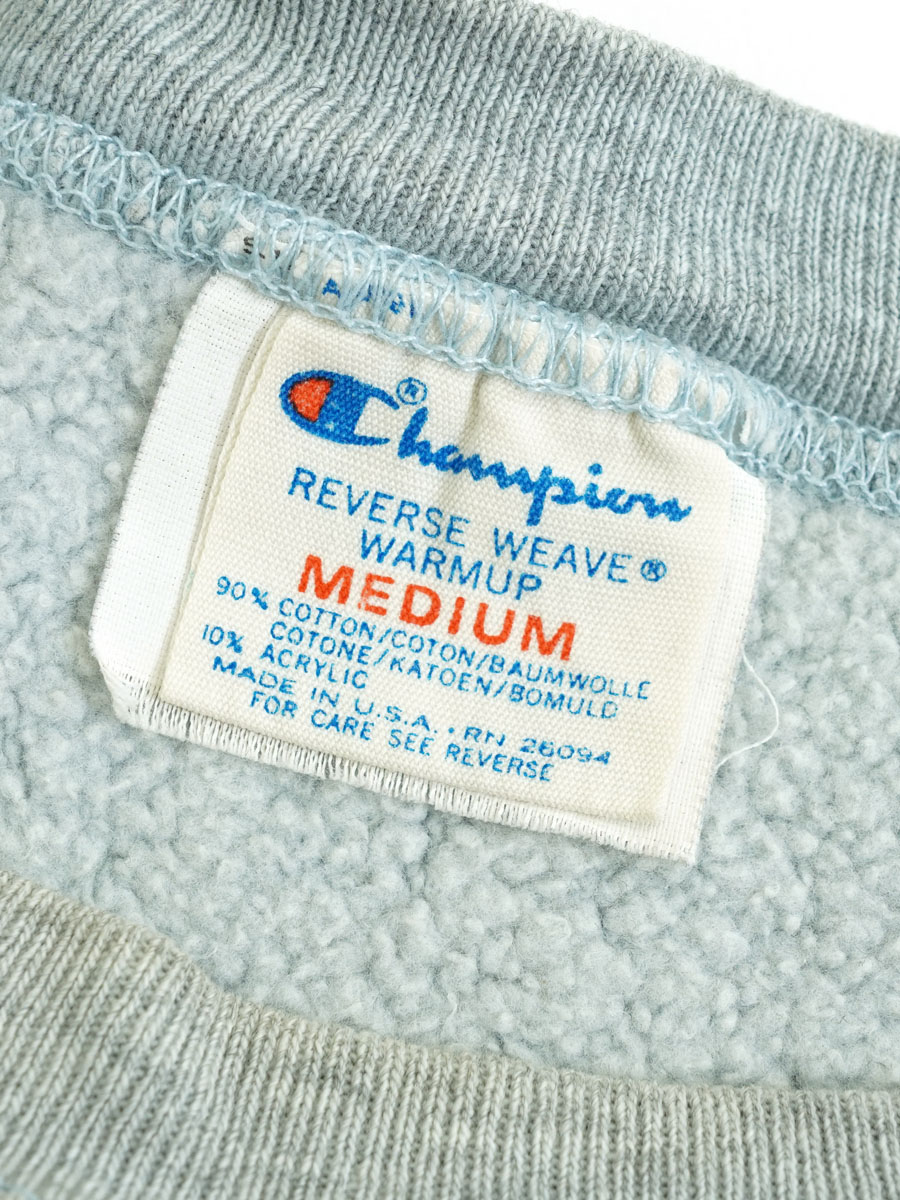 Champion®
REVERSE WEAVE®
WARMUP
MEDIUM
90% COTTON/COTON/BAUMWOLLE
COTONE/KATOEN/BOMULD
10% ACRYLIC
MADE IN U.S.A. · RN 26094
FOR CARE SEE REVERSE